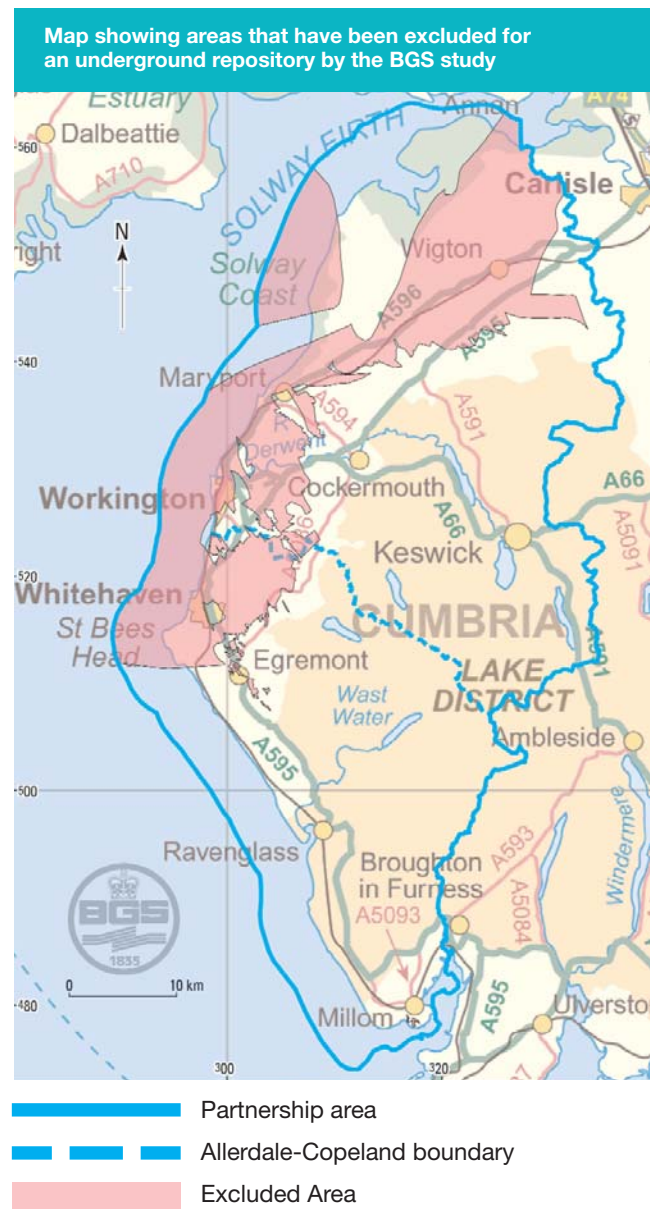 Map showing areas that have been excluded for
an underground repository by the BGS study
Estuary
Annan
A74
560
Dalbeattie
A710
SOLWAY FIRTH
Carlisle
N
right
Wigton
Solway
Coast
A596
A595
540
Maryport
A594
A591
R
Derwent
Workington
Cockermouth
A66
A66
A5091
Keswick
520
Whitehaven
St Bees
Head
CUMBRIA
Egremont
LAKE
DISTRICT
A591
Wast
Water
Ambleside
A595
500
Windermere
Ravenglass
A593
Broughton
in Furness
A5084
BGS
1835
A5093
0 10 km
480
Millom
A595
Ulversto
300
320
Partnership area
Allerdale-Copeland boundary
Excluded Area